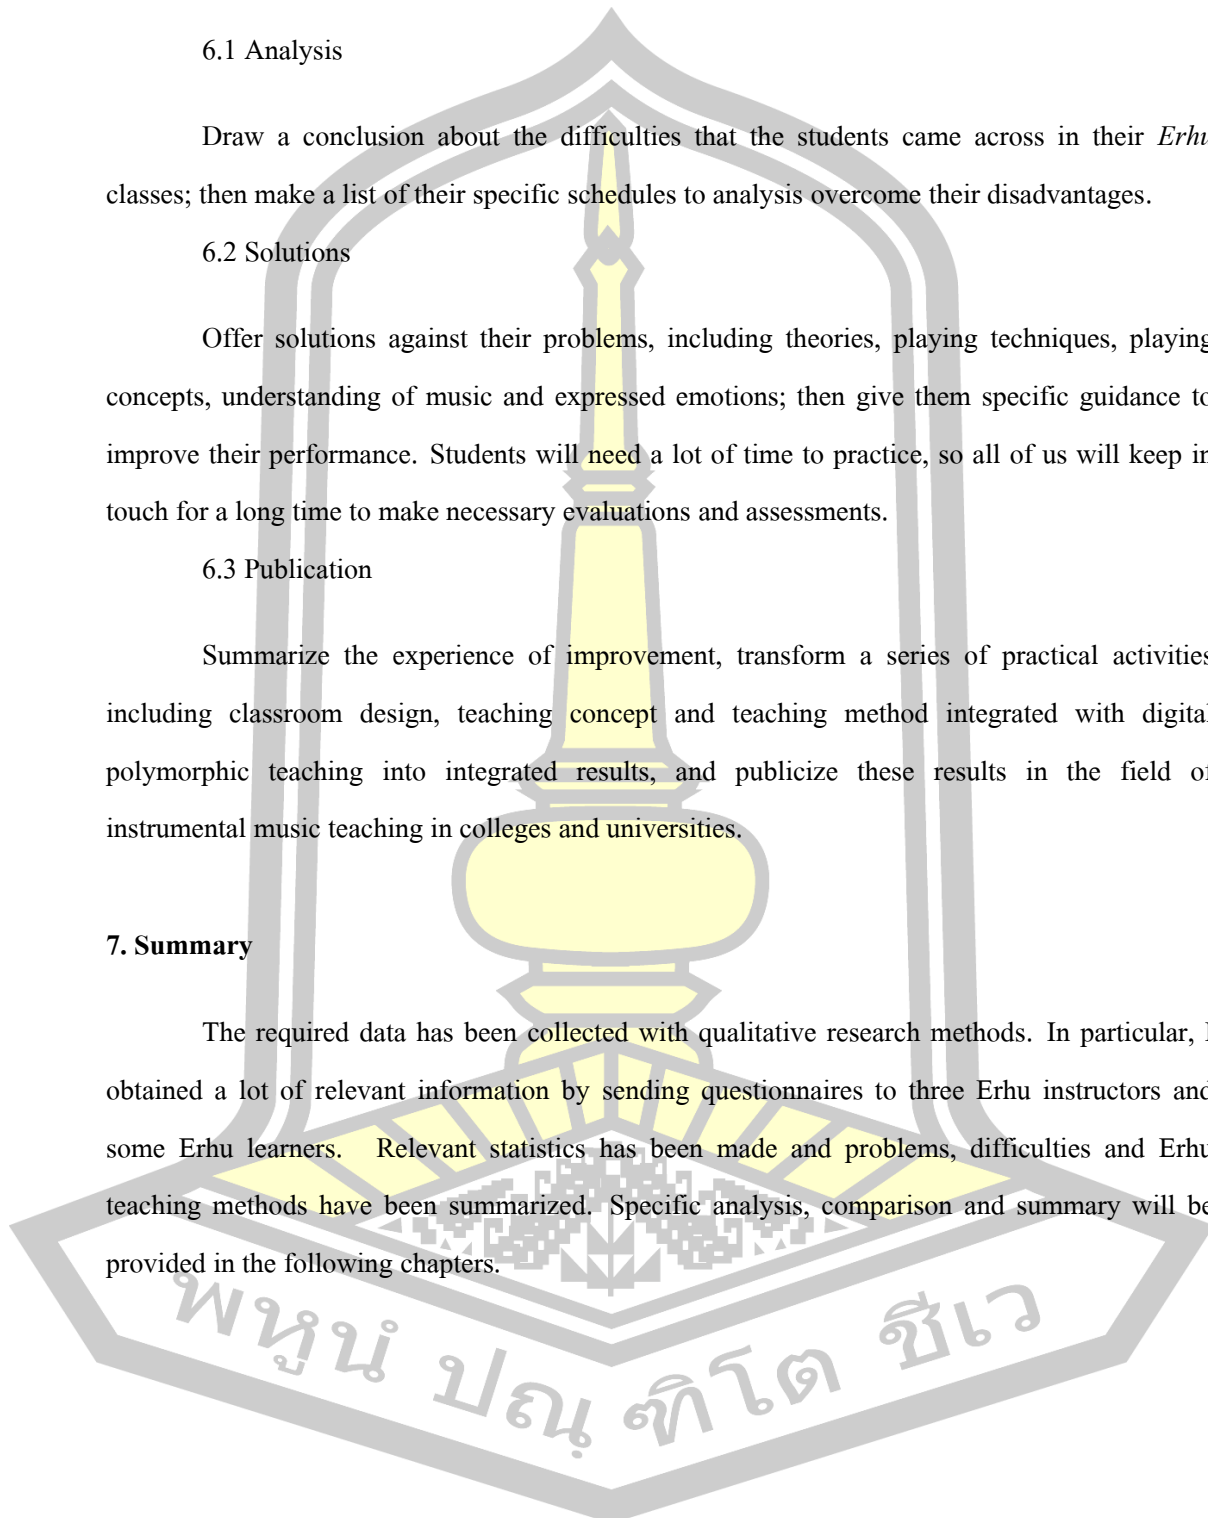 6.1 Analysis
Draw a conclusion about the difficulties that the students came across in their Erhu
classes; then make a list of their specific schedules to analysis overcome their disadvantages.
6.2 Solutions
Offer solutions against their problems, including theories, playing techniques, playing
concepts, understanding of music and expressed emotions; then give them specific guidance to
improve their performance. Students will need a lot of time to practice, so all of us will keep in
touch for a long time to make necessary evaluations and assessments.
6.3 Publication
Summarize the experience of improvement, transform a series of practical activities
including classroom design, teaching concept and teaching method integrated with digital
polymorphic teaching into integrated results, and publicize these results in the field of
instrumental music teaching in colleges and universities.
7. Summary
The required data has been collected with qualitative research methods. In particular, I
obtained a lot of relevant information by sending questionnaires to three Erhu instructors and
some Erhu learners. Relevant statistics has been made and problems, difficulties and Erhu
teaching methods have been summarized. Specific analysis, comparison and summary will be
provided in the following chapters.
พหูนํ ปณฺฑิโต ชีเว